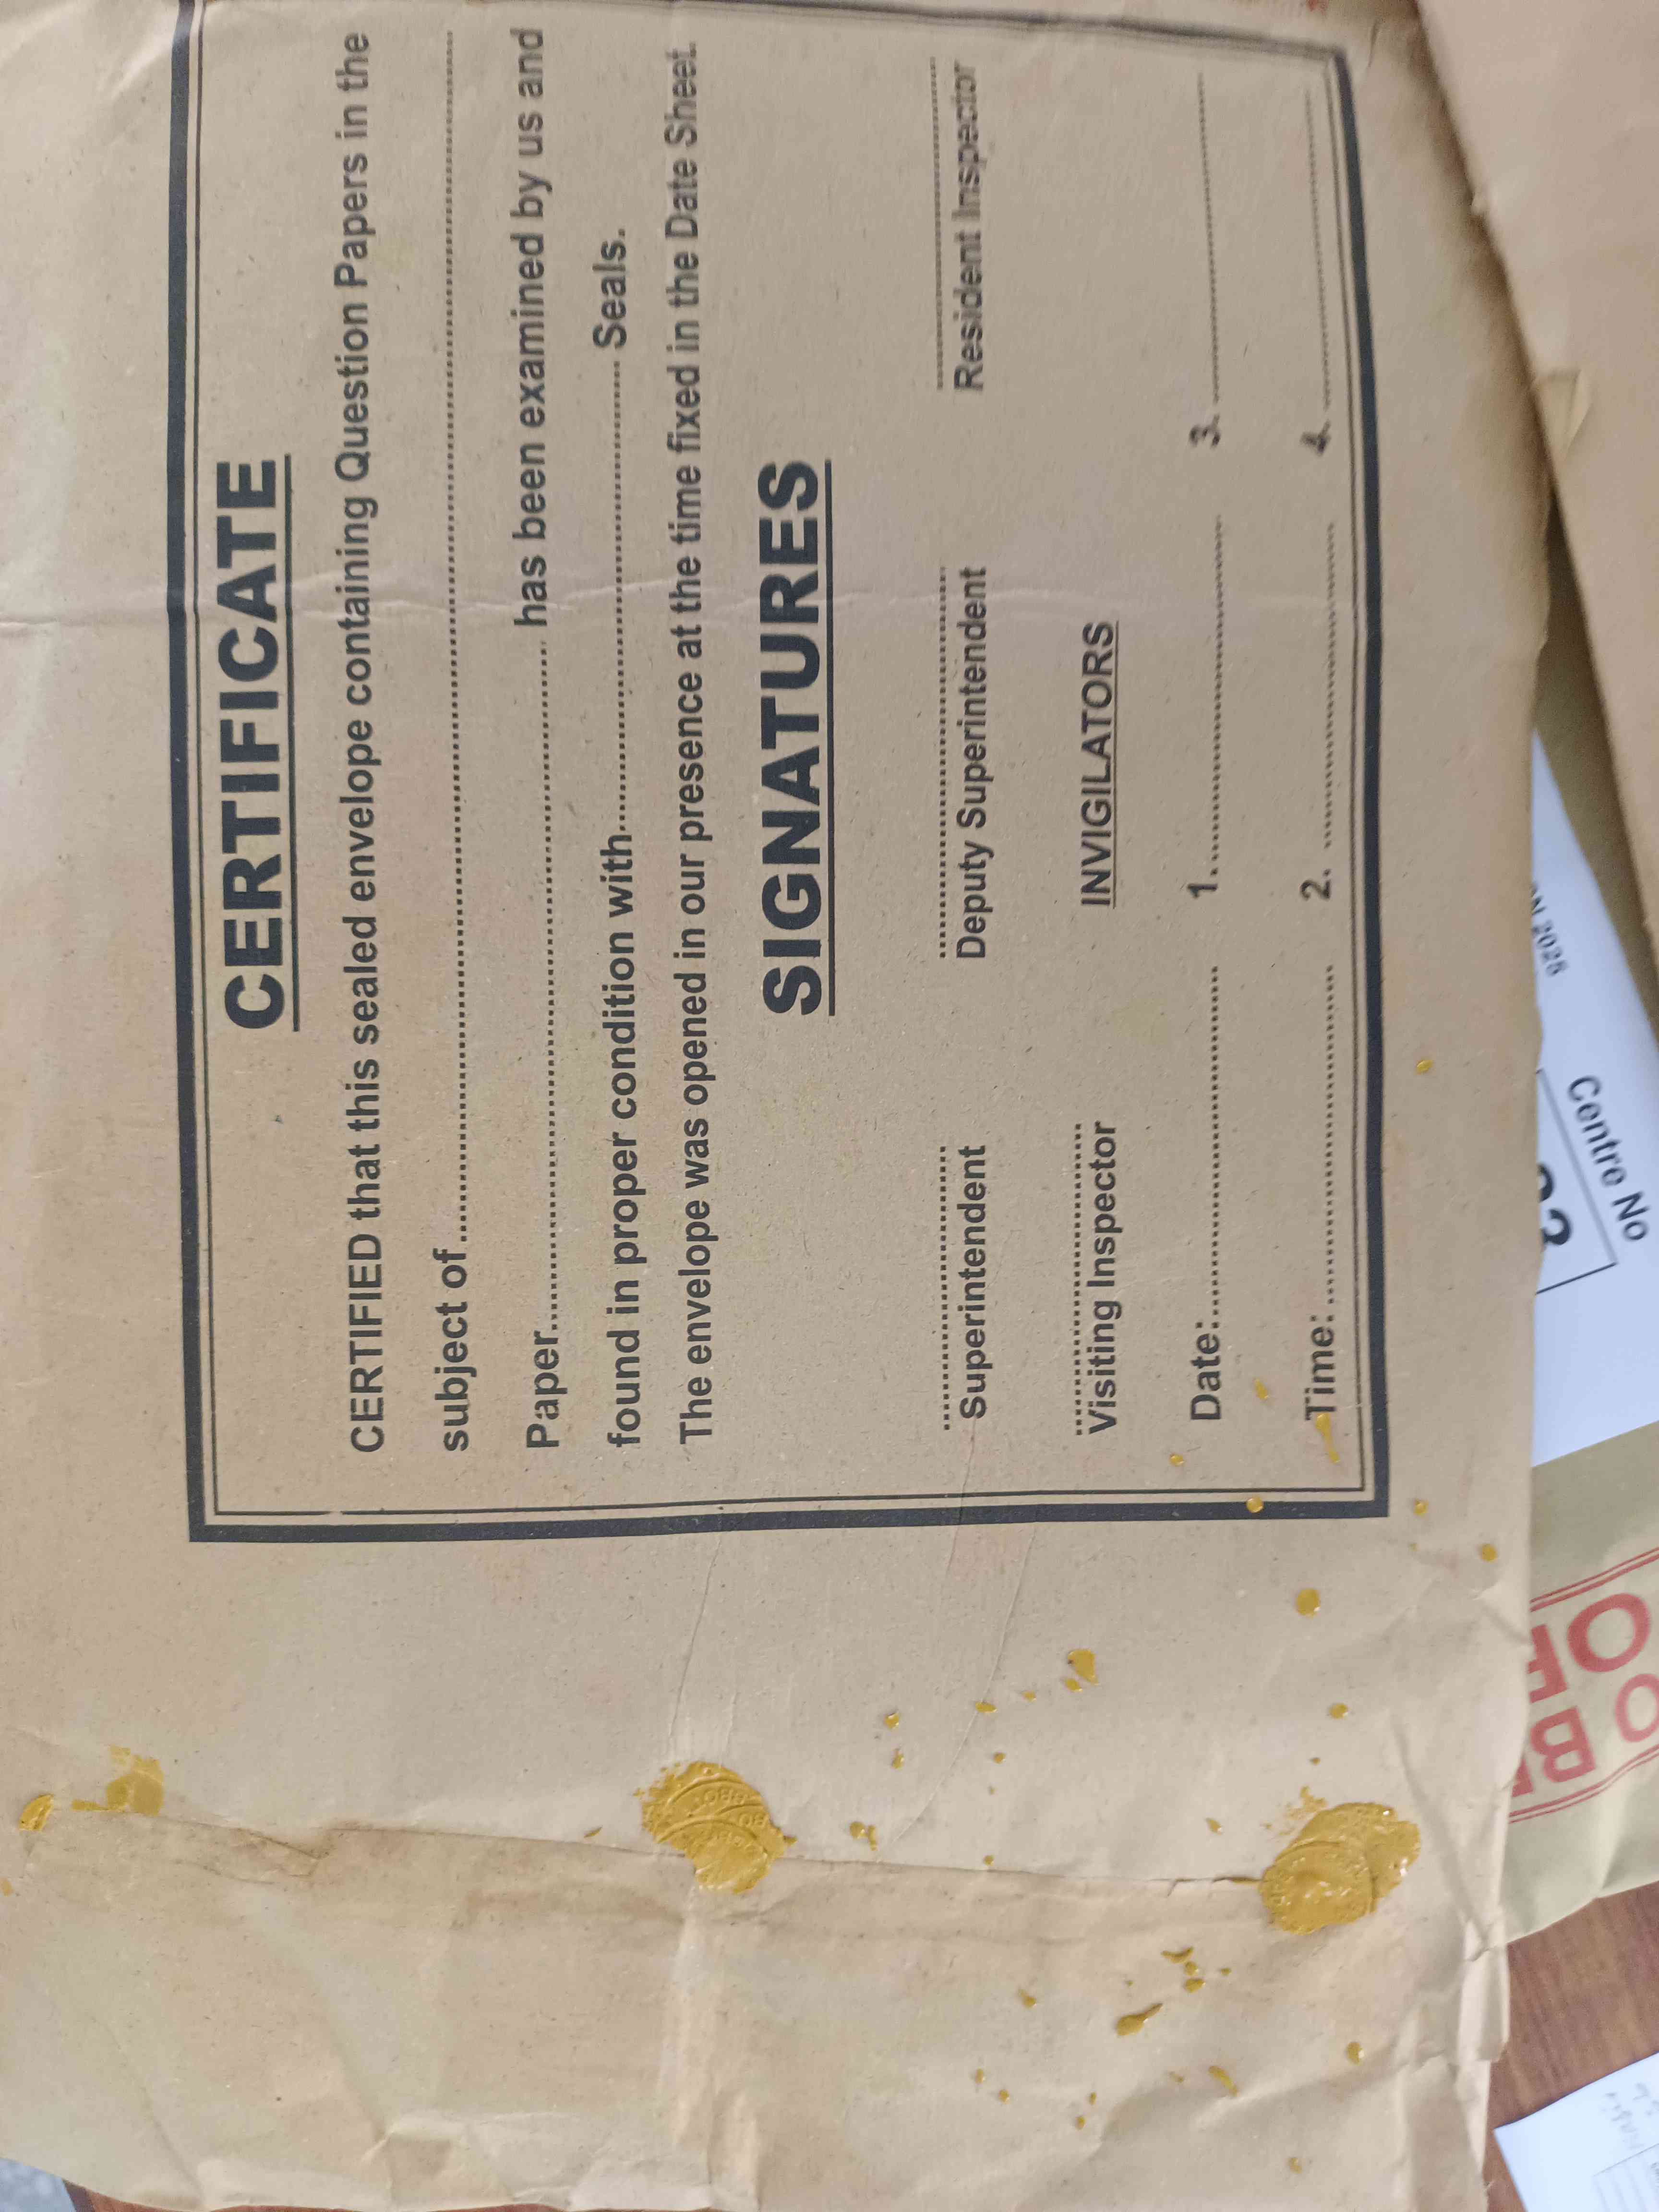 CERTIFICATE
CERTIFIED that this sealed envelope containing Question Papers in the
subject of........................................................................
Paper.................................... has been examined by us and
found in proper condition with.................................... Seals.
The envelope was opened in our presence at the time fixed in the Date Sheet.
SIGNATURES
Superintendent Deputy Superintendent Resident Inspector
Visiting Inspector INVIGILATORS
Date:.................... 1..................... 3. ....................
Time: .................... 2. .................... 4. ....................
2025
Centre No